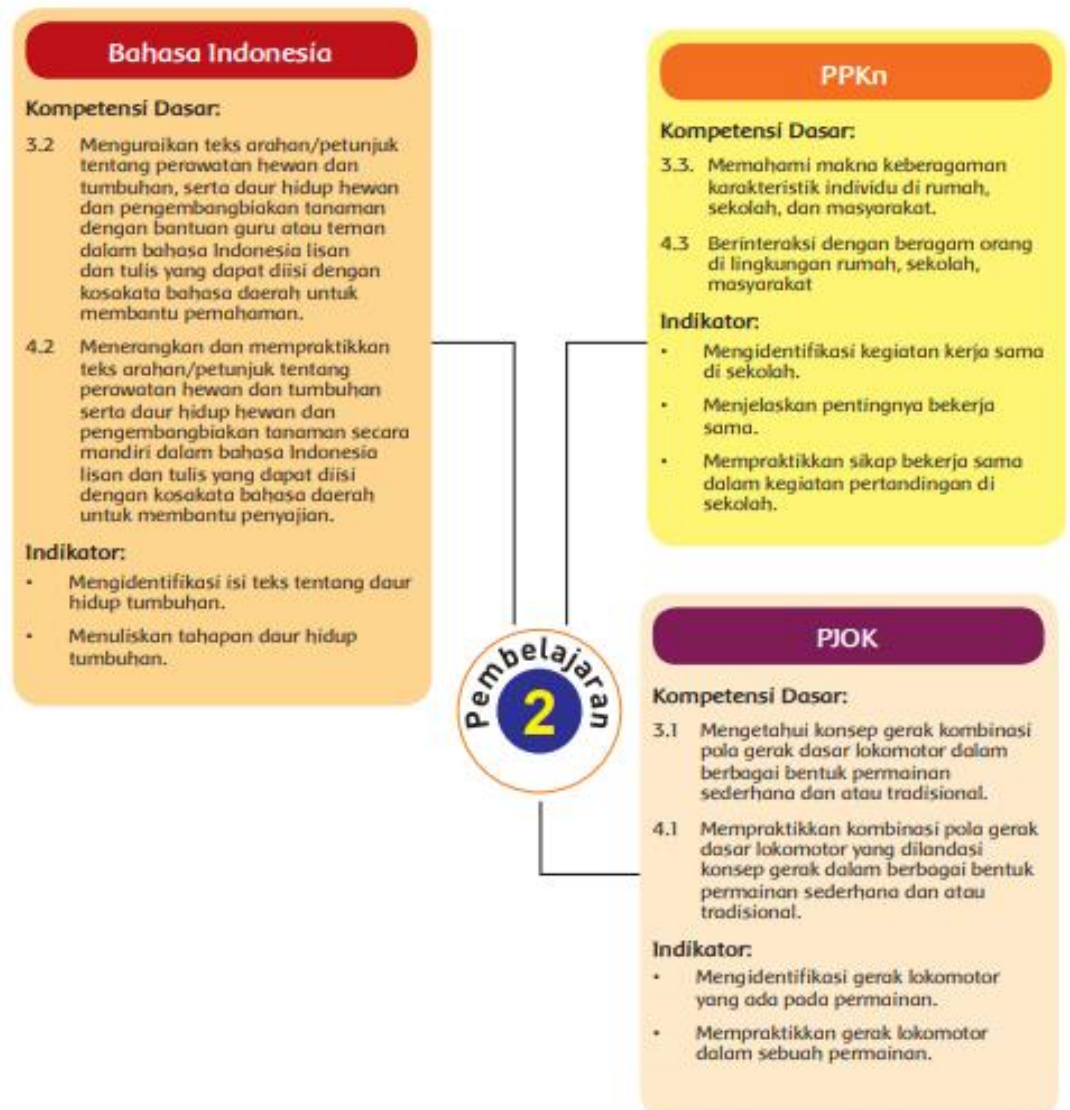 Bahasa Indonesia
Kompetensi Dasar:
3.2 Menguraikan teks arahan/petunjuk
tentang perawatan hewan dan
tumbuhan, serta daur hidup hewan
dan pengembangbiakan tanaman
dengan bantuan guru atau teman
dalam bahasa Indonesia lisan
dan tulis yang dapat diisi dengan
kosakata bahasa daerah untuk
membantu pemahaman.
4.2 Menerangkan dan mempraktikkan
teks arahan/petunjuk tentang
perawatan hewan dan tumbuhan
serta daur hidup hewan dan
pengembangbiakan tanaman secara
mandiri dalam bahasa Indonesia
lisan dan tulis yang dapat diisi
dengan kosakata bahasa daerah
untuk membantu penyajian.
Indikator:
• Mengidentifikasi isi teks tentang daur
hidup tumbuhan.
• Menuliskan tahapan daur hidup
tumbuhan.
PPKn
Kompetensi Dasar:
3.3. Memahami makna keberagaman
karakteristik individu di rumah,
sekolah, dan masyarakat.
4.3 Berinteraksi dengan beragam orang
di lingkungan rumah, sekolah,
masyarakat
Indikator:
• Mengidentifikasi kegiatan kerja sama
di sekolah.
• Menjelaskan pentingnya bekerja
sama.
• Mempraktikkan sikap bekerja sama
dalam kegiatan pertandingan di
sekolah.
Pembelajaran
2
PJOK
Kompetensi Dasar:
3.1 Mengetahui konsep gerak kombinasi
pola gerak dasar lokomotor dalam
berbagai bentuk permainan
sederhana dan atau tradisional.
4.1 Mempraktikkan kombinasi pola gerak
dasar lokomotor yang dilandasi
konsep gerak dalam berbagai bentuk
permainan sederhana dan atau
tradisional.
Indikator:
• Mengidentifikasi gerak lokomotor
yang ada pada permainan.
• Mempraktikkan gerak lokomotor
dalam sebuah permainan.